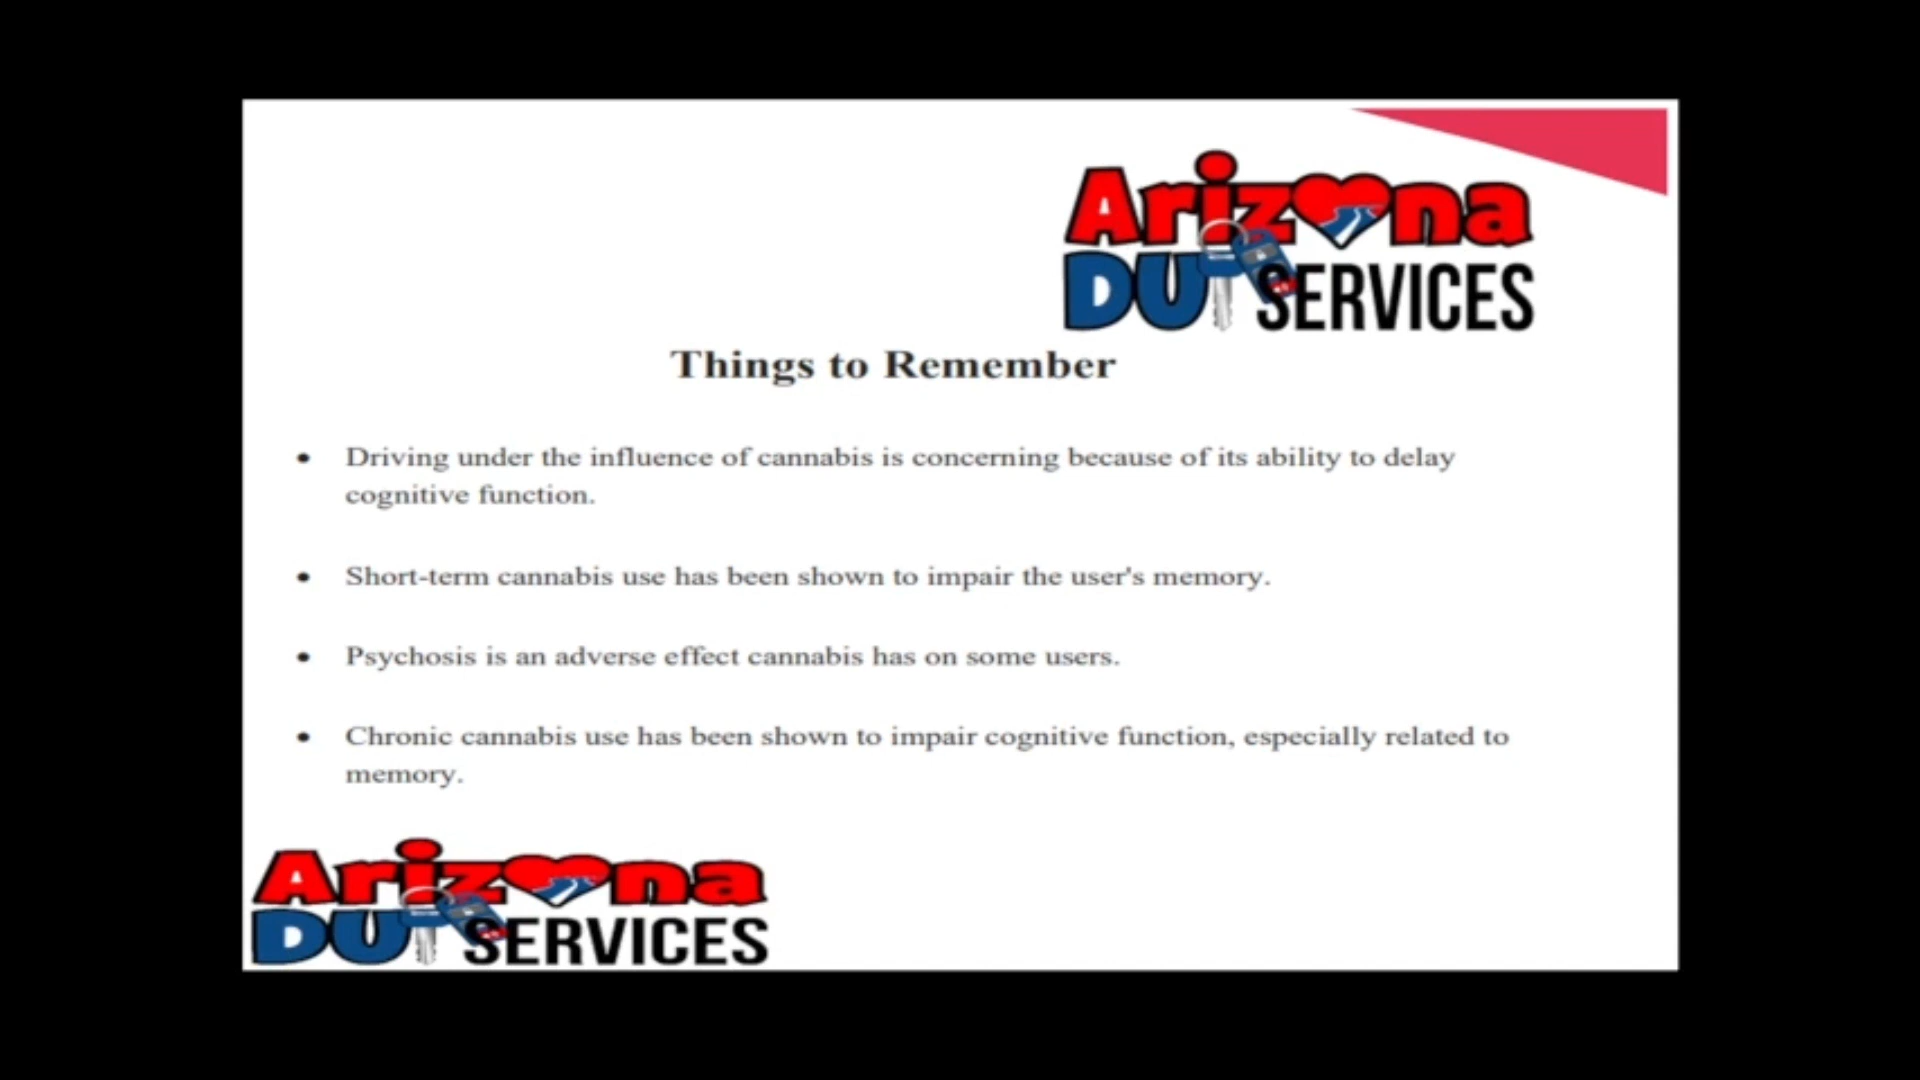 Arizona
DUI SERVICES
Things to Remember
• Driving under the influence of cannabis is concerning because of its ability to delay
cognitive function.
• Short-term cannabis use has been shown to impair the user's memory.
• Psychosis is an adverse effect cannabis has on some users.
• Chronic cannabis use has been shown to impair cognitive function, especially related to
memory.
Arizona
DUI SERVICES